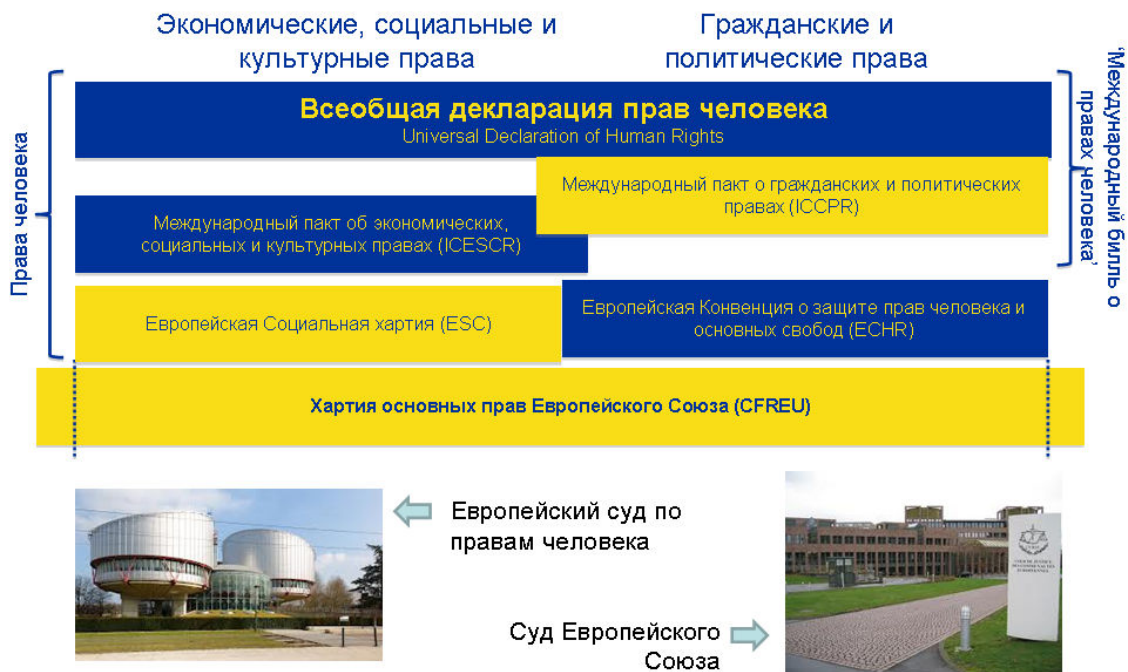 Экономические, социальные и
культурные права
Гражданские и
политические права
Права человека
'Международный билль о
правах человека'
Всеобщая декларация прав человека
Universal Declaration of Human Rights
Международный пакт о гражданских и политических
правах (ICCPR)
Международный пакт об экономических,
социальных и культурных правах (ICESCR)
Европейская Социальная хартия (ESC)
Европейская Конвенция о защите прав человека и
основных свобод (ECHR)
Хартия основных прав Европейского Союза (CFREU)
Европейский суд по
правам человека
Суд Европейского
Союза